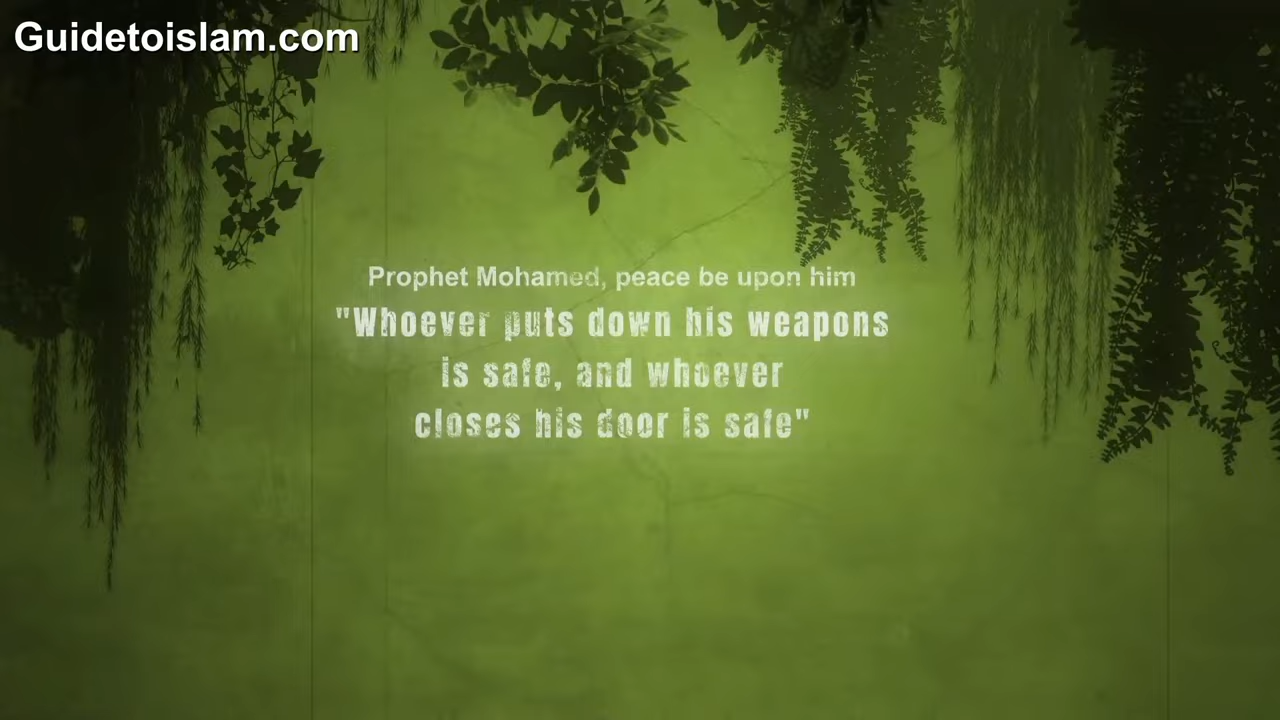 Guidetoislam.com
Prophet Mohamed, peace be upon him
"Whoever puts down his weapons
is safe, and whoever
closes his door is safe"